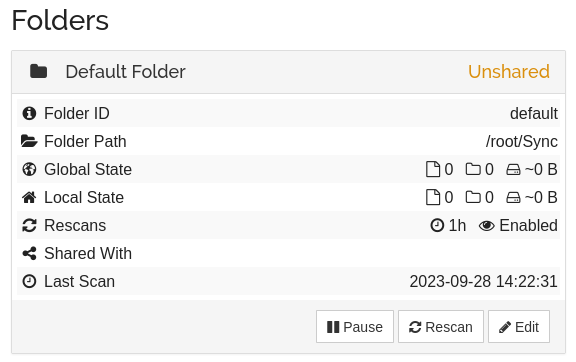 Folders
Default Folder Unshared
Folder ID default
Folder Path /root/Sync
Global State 0 0 ~0 B
Local State 0 0 ~0 B
Rescans 1h Enabled
Shared With
Last Scan 2023-09-28 14:22:31
Pause Rescan Edit